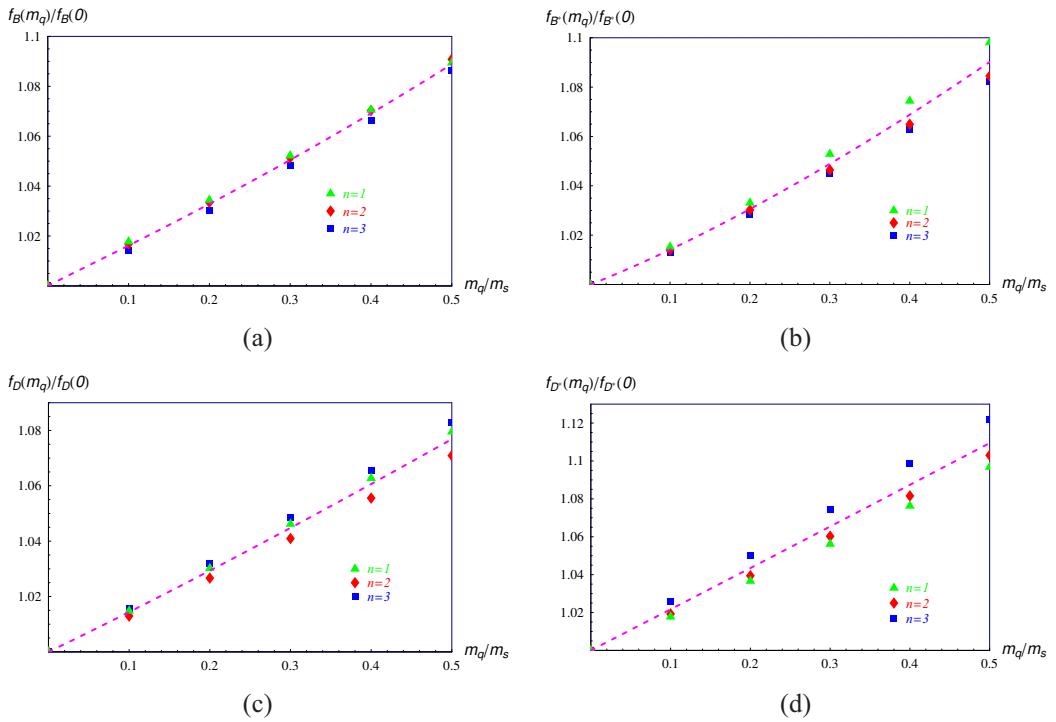 f_B(m_q)/f_B(0)
1.1
1.08
1.06
1.04
1.02
n=1
n=2
n=3
0.1 0.2 0.3 0.4 0.5
m_q/m_s
(a)
f_B*(m_q)/f_B*(0)
1.1
1.08
1.06
1.04
1.02
n=1
n=2
n=3
0.1 0.2 0.3 0.4 0.5
m_q/m_s
(b)
f_D(m_q)/f_D(0)
1.08
1.06
1.04
1.02
n=1
n=2
n=3
0.1 0.2 0.3 0.4 0.5
m_q/m_s
(c)
f_D*(m_q)/f_D*(0)
1.12
1.1
1.08
1.06
1.04
1.02
n=1
n=2
n=3
0.1 0.2 0.3 0.4 0.5
m_q/m_s
(d)